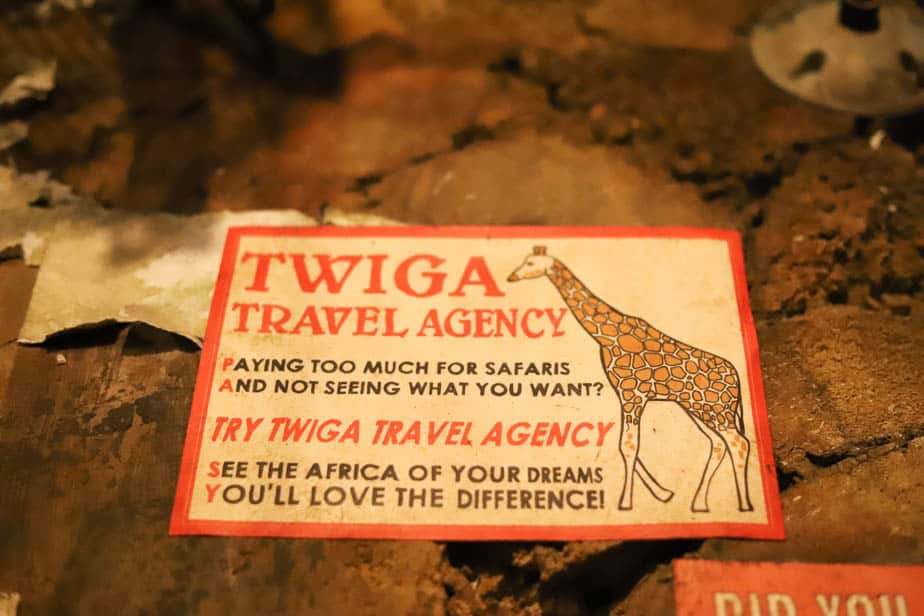 TWIGA
TRAVEL AGENCY
PAYING TOO MUCH FOR SAFARIS
AND NOT SEEING WHAT YOU WANT?
TRY TWIGA TRAVEL AGENCY
SEE THE AFRICA OF YOUR DREAMS
YOU'LL LOVE THE DIFFERENCE!
DID YOU